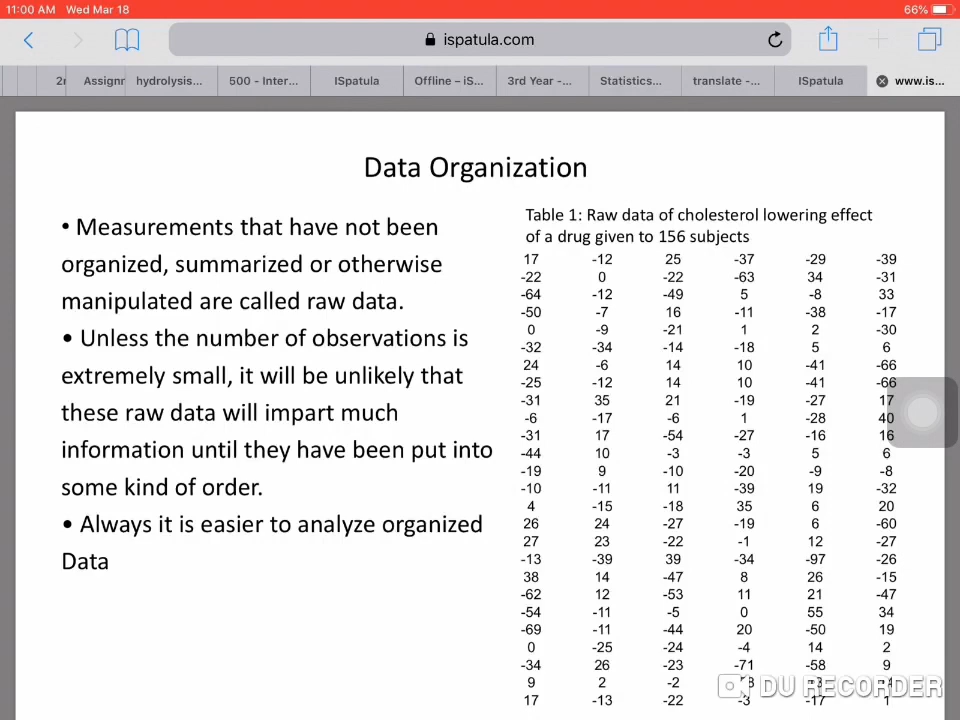 11:00 AM Wed Mar 18 66%
ispatula.com
2r Assignr hydrolysis... 500 - Inter... ISpatula Offline – iS... 3rd Year -... Statistics... translate -... ISpatula www.is...
Data Organization
• Measurements that have not been
organized, summarized or otherwise
manipulated are called raw data.
• Unless the number of observations is
extremely small, it will be unlikely that
these raw data will impart much
information until they have been put into
some kind of order.
• Always it is easier to analyze organized
Data
Table 1: Raw data of cholesterol lowering effect
of a drug given to 156 subjects
17 -12 25 -37 -29 -39
-22 0 -22 -63 34 -31
-64 -12 -49 5 -8 33
-50 -7 16 -11 -38 -17
0 -9 -21 1 2 -30
-32 -34 -14 -18 5 6
24 -6 14 10 -41 -66
-25 -12 14 10 -41 -66
-31 35 21 -19 -27 17
-6 -17 -6 1 -28 40
-31 17 -54 -27 -16 16
-44 10 -3 -3 5 6
-19 9 -10 -20 -9 -8
-10 -11 11 -39 19 -32
4 -15 -18 35 6 20
26 24 -27 -19 6 -60
27 23 -22 -1 12 -27
-13 -39 39 -34 -97 -26
38 14 -47 8 26 -15
-62 12 -53 11 21 -47
-54 -11 -5 0 55 34
-69 -11 -44 20 -50 19
0 -25 -24 -4 14 2
-34 26 -23 -71 -58 9
9 2 -2
17 -13 -22 -3 -17 1
DU RECORDER